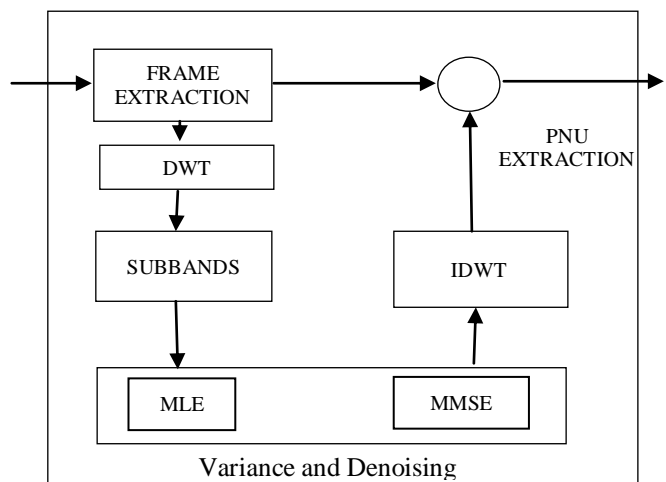 FRAME
EXTRACTION
PNU
EXTRACTION
DWT
SUBBANDS
IDWT
MLE
MMSE
Variance and Denoising